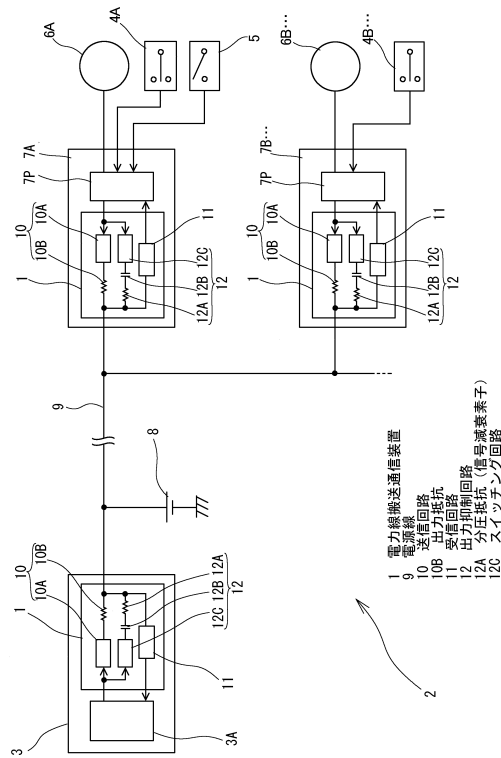 3
3A
1
10
10A
10B
12A
12B
12C
12
11
8
9
1
10
10B
10A
7P
7A
6A
4A
5
11
12C
12B
12A
12
1
10
10B
10A
7P
7B…
6B…
4B…
11
12C
12B
12A
12
2
1 電力線搬送通信装置
9 電源線
10 送信回路
10B 出力抵抗
11 受信回路
12 出力抑制回路
12A 分圧抵抗（信号減衰素子）
12C スイッチング回路